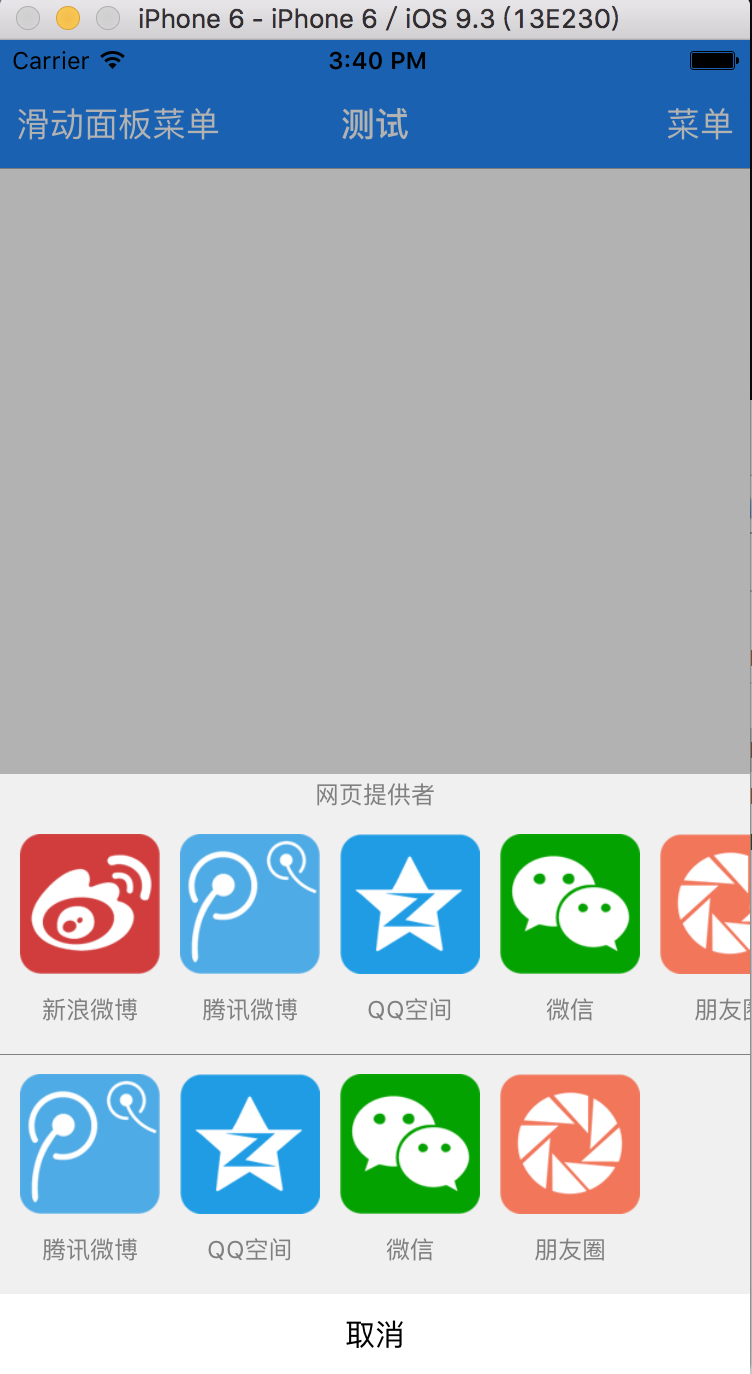 iPhone 6 - iPhone 6 / iOS 9.3 (13E230)
Carrier 3:40 PM
滑动面板菜单 测试 菜单
网页提供者
新浪微博 腾讯微博 QQ空间 微信 朋友
腾讯微博 QQ空间 微信 朋友圈
取消